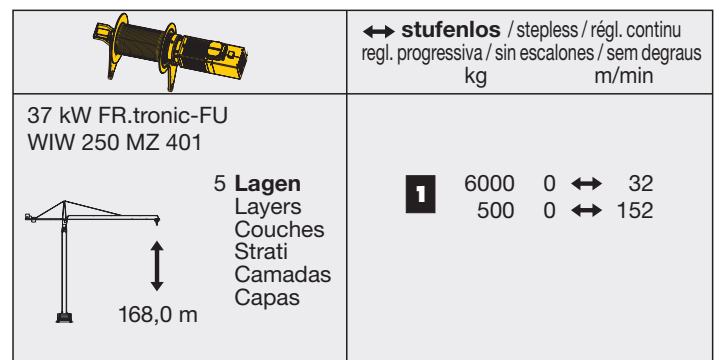 ↔ stufenlos / stepless / régl. continu
regl. progressiva / sin escalones / sem degraus
kg m/min
37 kW FR.tronic-FU
WIW 250 MZ 401
5 Lagen
Layers
Couches
Strati
Camadas
Capas
168,0 m
1 6000 0 ↔ 32
500 0 ↔ 152